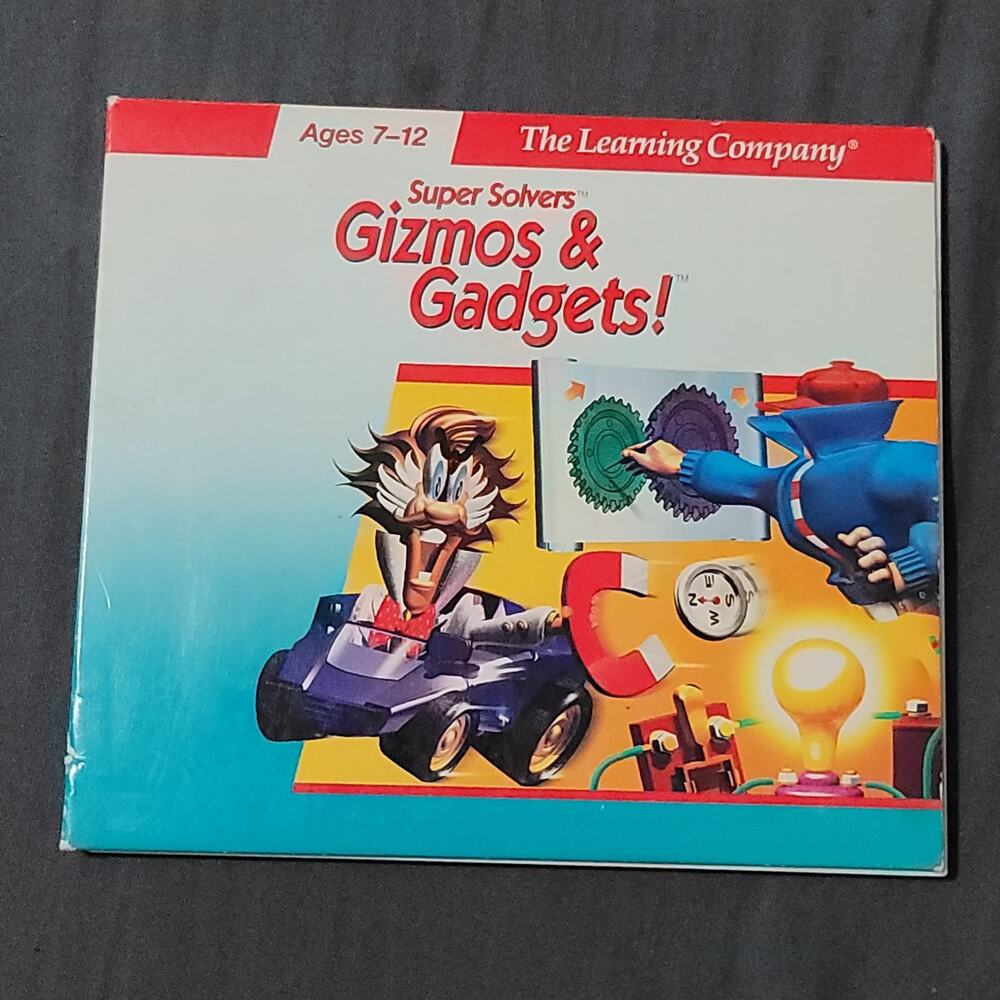 Ages 7–12
The Learning Company®
Super Solvers™
Gizmos &
Gadgets!™
E
N S
W